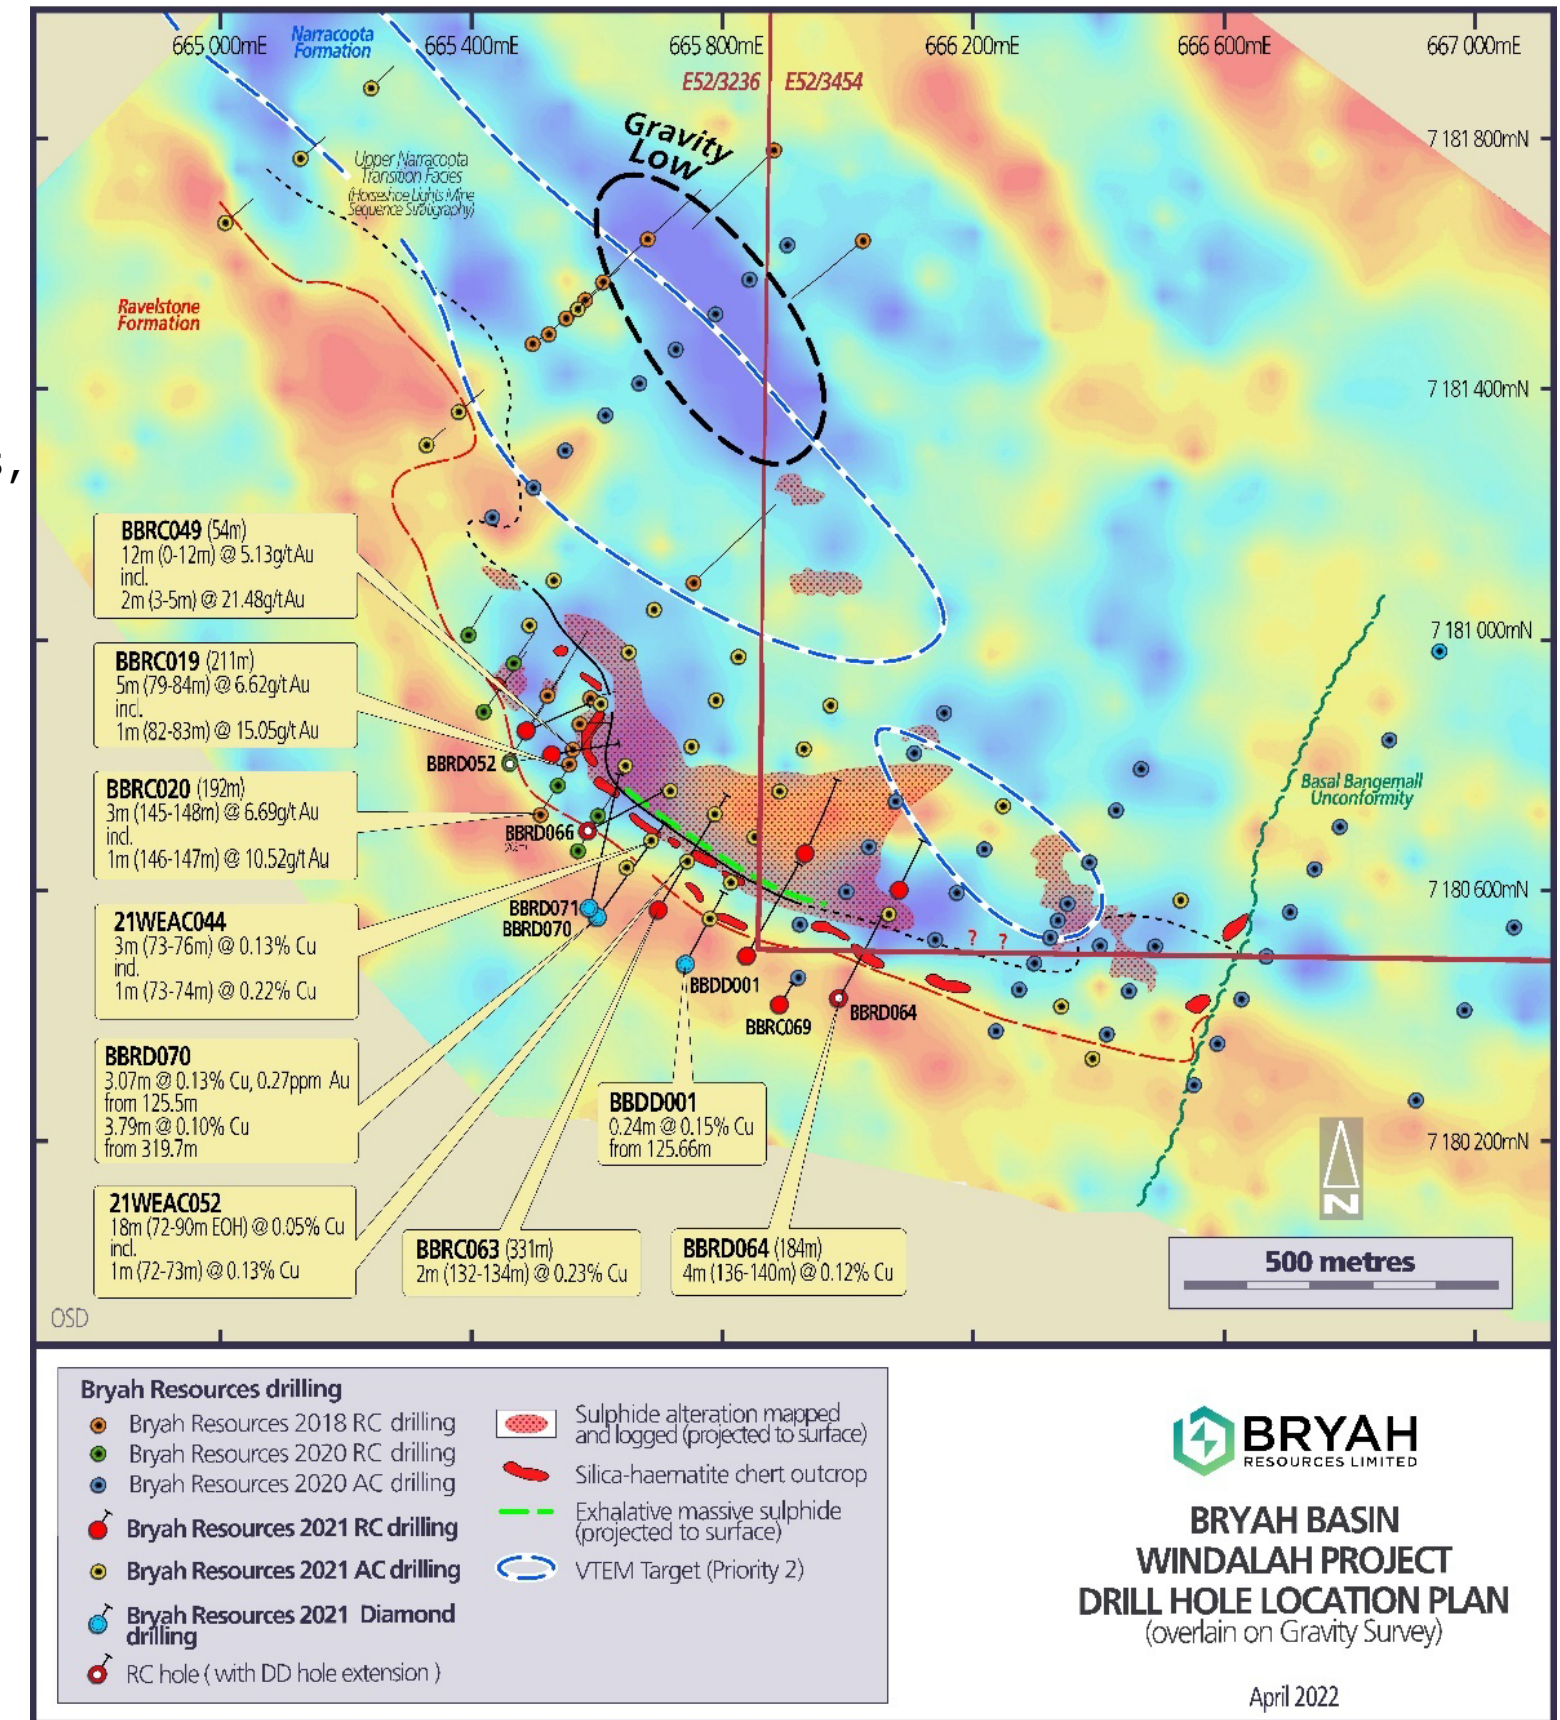 665 000mE
Narracoota
Formation
665 400mE
665 800mE
666 200mE
666 600mE
667 000mE
E52/3236
E52/3454
Gravity
Low
7 181 800mN
Upper Narracoota
Transition Facies
(Horseshoe Lights Mine
Sequence Stratigraphy)
Ravelstone
Formation
7 181 400mN
BBRC049 (54m)
12m (0-12m) @ 5.13g/t Au
incl.
2m (3-5m) @ 21.48g/t Au
7 181 000mN
BBRC019 (211m)
5m (79-84m) @ 6.62g/t Au
incl.
1m (82-83m) @ 15.05g/t Au
BBRD052
Basal Bangemall
Unconformity
BBRC020 (192m)
3m (145-148m) @ 6.69g/t Au
incl.
1m (146-147m) @ 10.52g/t Au
BBRD066
7 180 600mN
BBRD071
BBRD070
21WEAC044
3m (73-76m) @ 0.13% Cu
incl.
1m (73-74m) @ 0.22% Cu
? ?
BBDD001
BBRC069
BBRD064
BBRD070
3.07m @ 0.13% Cu, 0.27ppm Au
from 125.5m
3.79m @ 0.10% Cu
from 319.7m
BBDD001
0.24m @ 0.15% Cu
from 125.66m
7 180 200mN
N
21WEAC052
18m (72-90m EOH) @ 0.05% Cu
incl.
1m (72-73m) @ 0.13% Cu
BBRC063 (331m)
2m (132-134m) @ 0.23% Cu
BBRD064 (184m)
4m (136-140m) @ 0.12% Cu
500 metres
OSD
Bryah Resources drilling
Bryah Resources 2018 RC drilling
Bryah Resources 2020 RC drilling
Bryah Resources 2020 AC drilling
Bryah Resources 2021 RC drilling
Bryah Resources 2021 AC drilling
Bryah Resources 2021 Diamond
drilling
RC hole ( with DD hole extension )
Sulphide alteration mapped
and logged (projected to surface)
Silica-haematite chert outcrop
Exhalative massive sulphide
(projected to surface)
VTEM Target (Priority 2)
BRYAH
RESOURCES LIMITED
BRYAH BASIN
WINDALAH PROJECT
DRILL HOLE LOCATION PLAN
(overlain on Gravity Survey)
April 2022